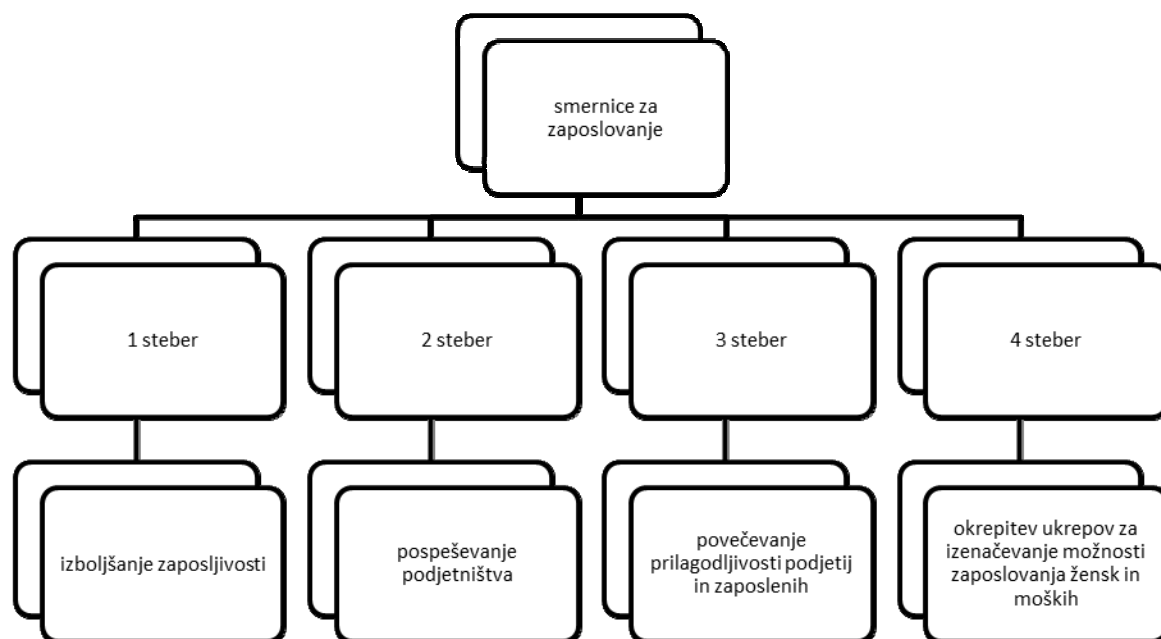 smernice za
zaposlovanje
1 steber
2 steber
3 steber
4 steber
izboljšanje zaposljivosti
pospeševanje
podjetništva
povečevanje
prilagodljivosti podjetij
in zaposlenih
okrepitev ukrepov za
izenačevanje možnosti
zaposlovanja žensk in
moških